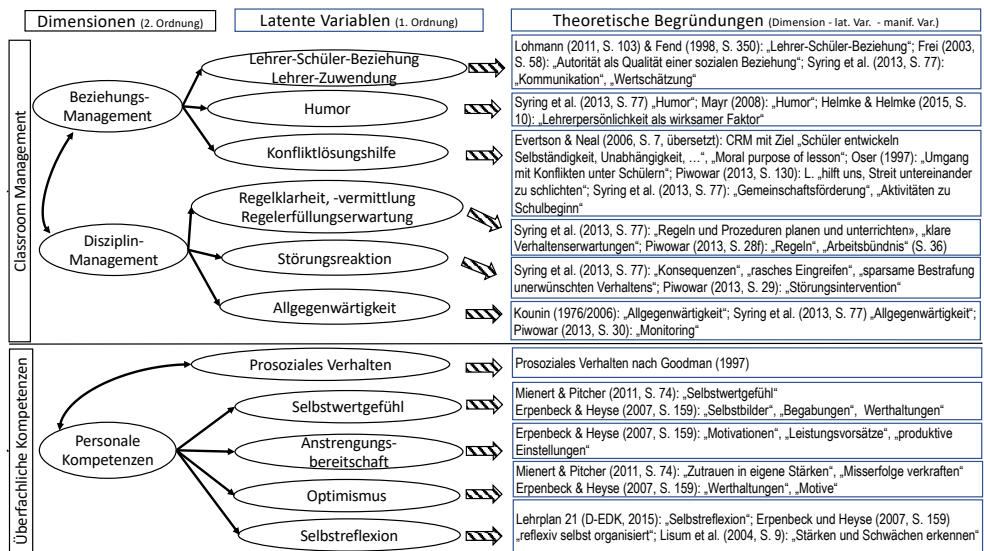 Dimensionen (2. Ordnung)
Latente Variablen (1. Ordnung)
Theoretische Begründungen (Dimension - lat. Var. - manif. Var.)
Classroom Management
Beziehungs-
Management
Disziplin-
Management
Lehrer-Schüler-Beziehung
Lehrer-Zuwendung
Lohmann (2011, S. 103) & Fend (1998, S. 350): „Lehrer-Schüler-Beziehung“; Frei (2003,
S. 58): „Autorität als Qualität einer sozialen Beziehung“; Syring et al. (2013, S. 77):
„Kommunikation“, „Wertschätzung“
Humor
Syring et al. (2013, S. 77) „Humor“; Mayr (2008): „Humor“; Helmke & Helmke (2015, S.
10): „Lehrerpersönlichkeit als wirksamer Faktor“
Konfliktlösungshilfe
Evertson & Neal (2006, S. 7, übersetzt): CRM mit Ziel „Schüler entwickeln
Selbständigkeit, Unabhängigkeit, …“, „Moral purpose of lesson“; Oser (1997): „Umgang
mit Konflikten unter Schülern“; Piwowar (2013, S. 130): L. „hilft uns, Streit untereinander
zu schlichten“; Syring et al. (2013, S. 77): „Gemeinschaftsförderung“, „Aktivitäten zu
Schulbeginn“
Regelklarheit, -vermittlung
Regelerfüllungserwartung
Syring et al. (2013, S. 77): „Regeln und Prozeduren planen und unterrichten», „klare
Verhaltenserwartungen“; Piwowar (2013, S. 28f): „Regeln“, „Arbeitsbündnis“ (S. 36)
Störungsreaktion
Syring et al. (2013, S. 77): „Konsequenzen“, „rasches Eingreifen“, „sparsame Bestrafung
unerwünschten Verhaltens“; Piwowar (2013, S. 29): „Störungsintervention“
Allgegenwärtigkeit
Kounin (1976/2006): „Allgegenwärtigkeit“; Syring et al. (2013, S. 77) „Allgegenwärtigkeit“;
Piwowar (2013, S. 30): „Monitoring“
Überfachliche Kompetenzen
Personale
Kompetenzen
Prosoziales Verhalten
Prosoziales Verhalten nach Goodman (1997)
Selbstwertgefühl
Mienert & Pitcher (2011, S. 74): „Selbstwertgefühl“
Erpenbeck & Heyse (2007, S. 159): „Selbstbilder“, „Begabungen“, Werthaltungen“
Anstrengungs-
bereitschaft
Erpenbeck & Heyse (2007, S. 159): „Motivationen“, „Leistungsvorsätze“, „produktive
Einstellungen“
Optimismus
Mienert & Pitcher (2011, S. 74): „Zutrauen in eigene Stärken“, „Misserfolge verkraften“
Erpenbeck & Heyse (2007, S. 159): „Werthaltungen“, „Motive“
Selbstreflexion
Lehrplan 21 (D-EDK, 2015): „Selbstreflexion“; Erpenbeck und Heyse (2007, S. 159)
„reflexiv selbst organisiert“; Lisum et al. (2004, S. 9): „Stärken und Schwächen erkennen“